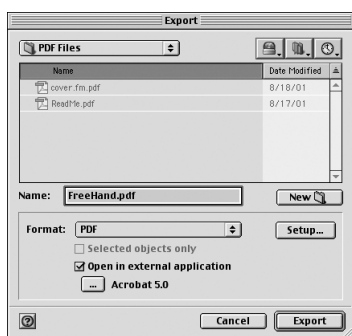 Export
PDF Files
Name Date Modified
cover.fm.pdf 8/18/01
ReadMe.pdf 8/17/01
Name: FreeHand.pdf New
Format: PDF Setup...
Selected objects only
Open in external application
... Acrobat 5.0
? Cancel Export